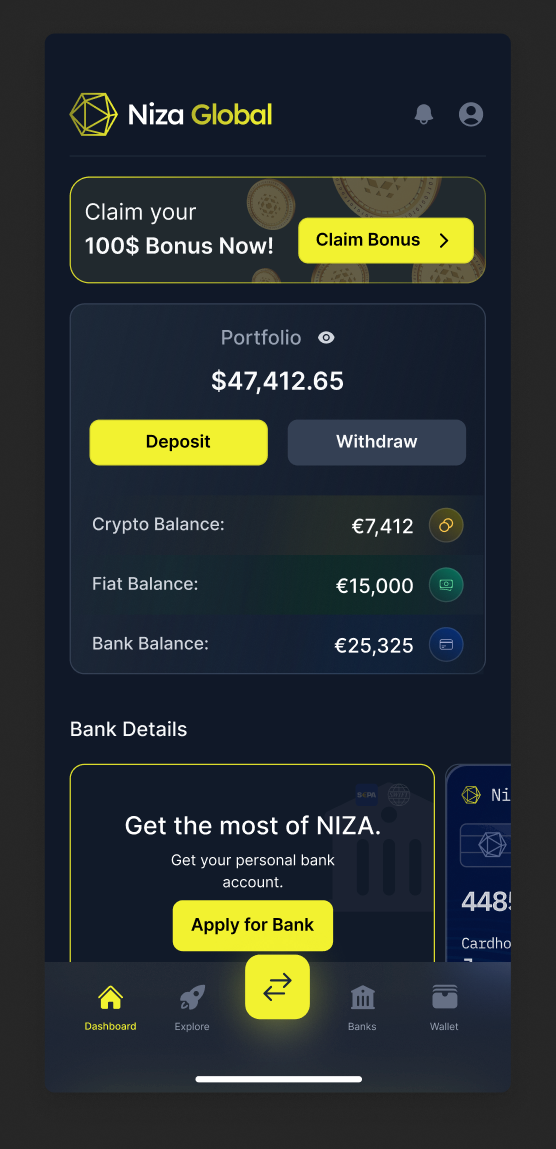 Niza Global
Claim your
100$ Bonus Now!
Claim Bonus
Portfolio
$47,412.65
Deposit
Withdraw
Crypto Balance:
€7,412
Fiat Balance:
€15,000
Bank Balance:
€25,325
Bank Details
Get the most of NIZA.
Get your personal bank
account.
Apply for Bank
Ni
4485
Cardho
Dashboard
Explore
Banks
Wallet